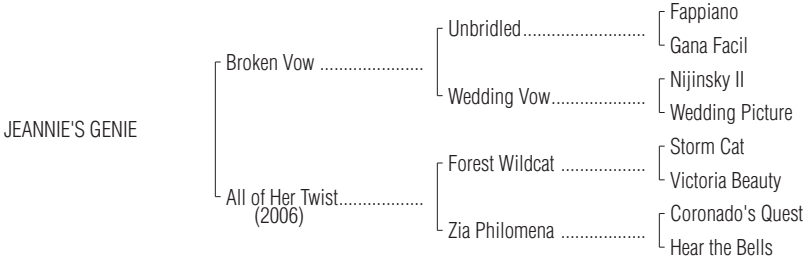 Fappiano
Unbridled..........................
Gana Facil
Broken Vow ......................
Nijinsky II
Wedding Vow....................
Wedding Picture
JEANNIE'S GENIE
Storm Cat
Forest Wildcat ..................
Victoria Beauty
All of Her Twist..................
(2006)
Coronado's Quest
Zia Philomena ...................
Hear the Bells